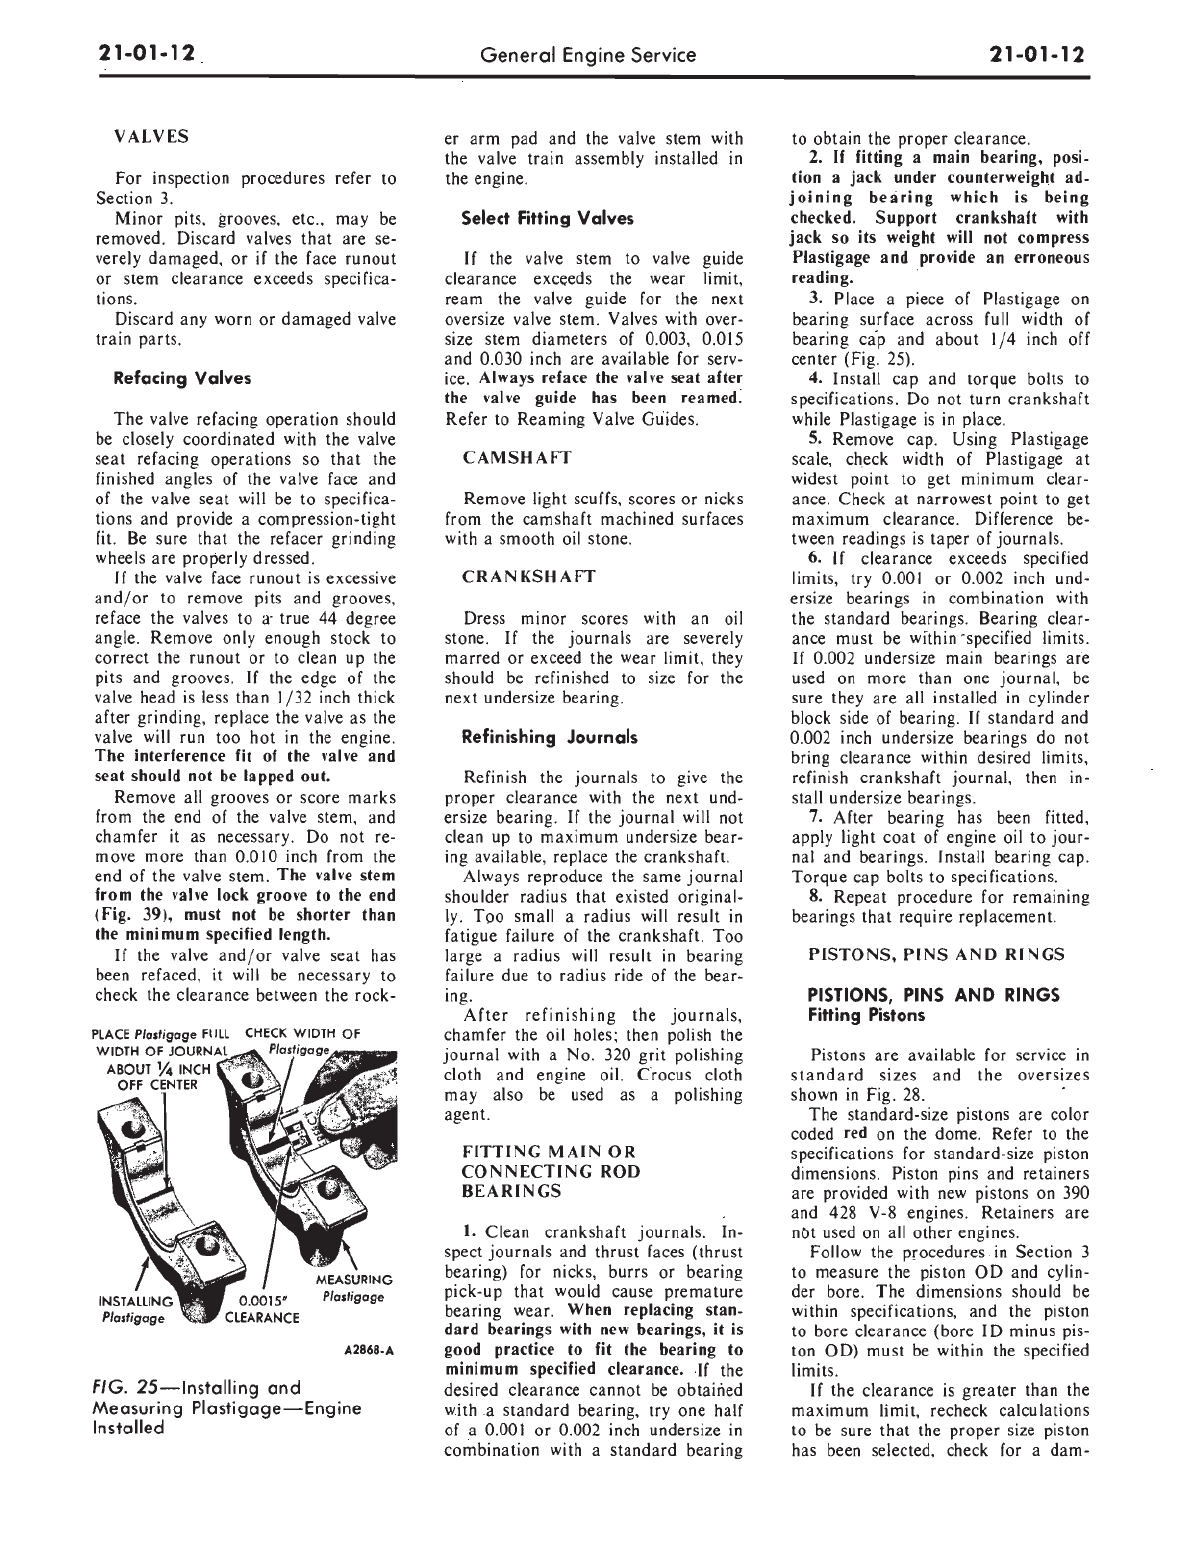 21-01-12
General Engine Service
21-01-12
VALVES
For inspection procedures refer to
Section 3.
Minor pits, grooves, etc., may be
removed. Discard valves that are se-
verely damaged, or if the face runout
or stem clearance exceeds specifica-
tions.
Discard any worn or damaged valve
train parts.
Refacing Valves
The valve refacing operation should
be closely coordinated with the valve
seat refacing operations so that the
finished angles of the valve face and
of the valve seat will be to specifica-
tions and provide a compression-tight
fit. Be sure that the refacer grinding
wheels are properly dressed.
If the valve face runout is excessive
and/or to remove pits and grooves,
reface the valves to a true 44 degree
angle. Remove only enough stock to
correct the runout or to clean up the
pits and grooves. If the edge of the
valve head is less than 1/32 inch thick
after grinding, replace the valve as the
valve will run too hot in the engine.
The interference fit of the valve and
seat should not be lapped out.
Remove all grooves or score marks
from the end of the valve stem, and
chamfer it as necessary. Do not re-
move more than 0.010 inch from the
end of the valve stem. The valve stem
from the valve lock groove to the end
(Fig. 39), must not be shorter than
the minimum specified length.
If the valve and/or valve seat has
been refaced, it will be necessary to
check the clearance between the rock-
PLACE Plastigage FULL
WIDTH OF JOURNAL
ABOUT 1/4 INCH
OFF CENTER
CHECK WIDTH OF
Plastigage
INSTALLING
Plastigage
0.0015"
CLEARANCE
MEASURING
Plastigage
A2868-A
FIG. 25—Installing and
Measuring Plastigage—Engine
Installed
er arm pad and the valve stem with
the valve train assembly installed in
the engine.
Select Fitting Valves
If the valve stem to valve guide
clearance exceeds the wear limit,
ream the valve guide for the next
oversize valve stem. Valves with over-
size stem diameters of 0.003, 0.015
and 0.030 inch are available for serv-
ice. Always reface the valve seat after
the valve guide has been reamed.
Refer to Reaming Valve Guides.
CAMSHAFT
Remove light scuffs, scores or nicks
from the camshaft machined surfaces
with a smooth oil stone.
CRANKSHAFT
Dress minor scores with an oil
stone. If the journals are severely
marred or exceed the wear limit, they
should be refinished to size for the
next undersize bearing.
Refinishing Journals
Refinish the journals to give the
proper clearance with the next und-
ersize bearing. If the journal will not
clean up to maximum undersize bear-
ing available, replace the crankshaft.
Always reproduce the same journal
shoulder radius that existed original-
ly. Too small a radius will result in
fatigue failure of the crankshaft. Too
large a radius will result in bearing
failure due to radius ride of the bear-
ing.
After refinishing the journals,
chamfer the oil holes; then polish the
journal with a No. 320 grit polishing
cloth and engine oil. Crocus cloth
may also be used as a polishing
agent.
FITTING MAIN OR
CONNECTING ROD
BEARINGS
1. Clean crankshaft journals. In-
spect journals and thrust faces (thrust
bearing) for nicks, burrs or bearing
pick-up that would cause premature
bearing wear. When replacing stan-
dard bearings with new bearings, it is
good practice to fit the bearing to
minimum specified clearance. If the
desired clearance cannot be obtained
with a standard bearing, try one half
of a 0.001 or 0.002 inch undersize in
combination with a standard bearing
to obtain the proper clearance.
2. If fitting a main bearing, posi-
tion a jack under counterweight ad-
joining bearing which is being
checked. Support crankshaft with
jack so its weight will not compress
Plastigage and provide an erroneous
reading.
3. Place a piece of Plastigage on
bearing surface across full width of
bearing cap and about 1/4 inch off
center (Fig. 25).
4. Install cap and torque bolts to
specifications. Do not turn crankshaft
while Plastigage is in place.
5. Remove cap. Using Plastigage
scale, check width of Plastigage at
widest point to get minimum clear-
ance. Check at narrowest point to get
maximum clearance. Difference be-
tween readings is taper of journals.
6. If clearance exceeds specified
limits, try 0.001 or 0.002 inch und-
ersize bearings in combination with
the standard bearings. Bearing clear-
ance must be within specified limits.
If 0.002 undersize main bearings are
used on more than one journal, be
sure they are all installed in cylinder
block side of bearing. If standard and
0.002 inch undersize bearings do not
bring clearance within desired limits,
refinish crankshaft journal, then in-
stall undersize bearings.
7. After bearing has been fitted,
apply light coat of engine oil to jour-
nal and bearings. Install bearing cap.
Torque cap bolts to specifications.
8. Repeat procedure for remaining
bearings that require replacement.
PISTONS, PINS AND RINGS
PISTIONS, PINS AND RINGS
Fitting Pistons
Pistons are available for service in
standard sizes and the oversizes
shown in Fig. 28.
The standard-size pistons are color
coded red on the dome. Refer to the
specifications for standard-size piston
dimensions. Piston pins and retainers
are provided with new pistons on 390
and 428 V-8 engines. Retainers are
not used on all other engines.
Follow the procedures in Section 3
to measure the piston OD and cylin-
der bore. The dimensions should be
within specifications, and the piston
to bore clearance (bore ID minus pis-
ton OD) must be within the specified
limits.
If the clearance is greater than the
maximum limit, recheck calculations
to be sure that the proper size piston
has been selected, check for a dam-